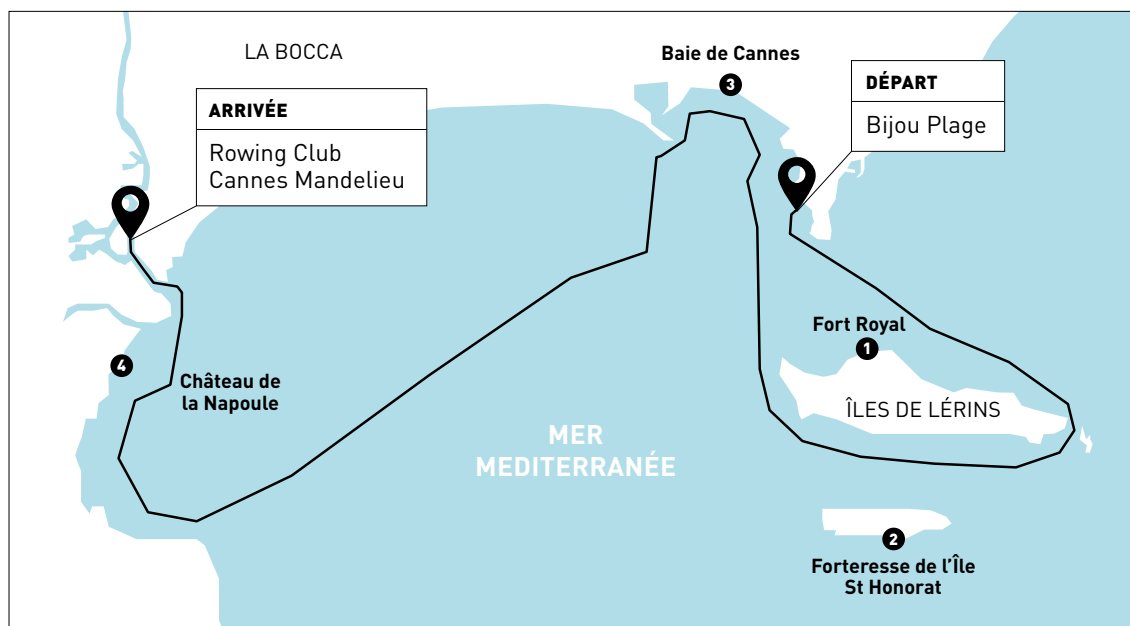 LA BOCCA
Baie de Cannes
3
DÉPART
Bijou Plage
ARRIVÉE
Rowing Club
Cannes Mandelieu
Fort Royal
1
4
Château de
la Napoule
ÎLES DE LÉRINS
MER
MEDITERRANÉE
2
Forteresse de l’Île
St Honorat